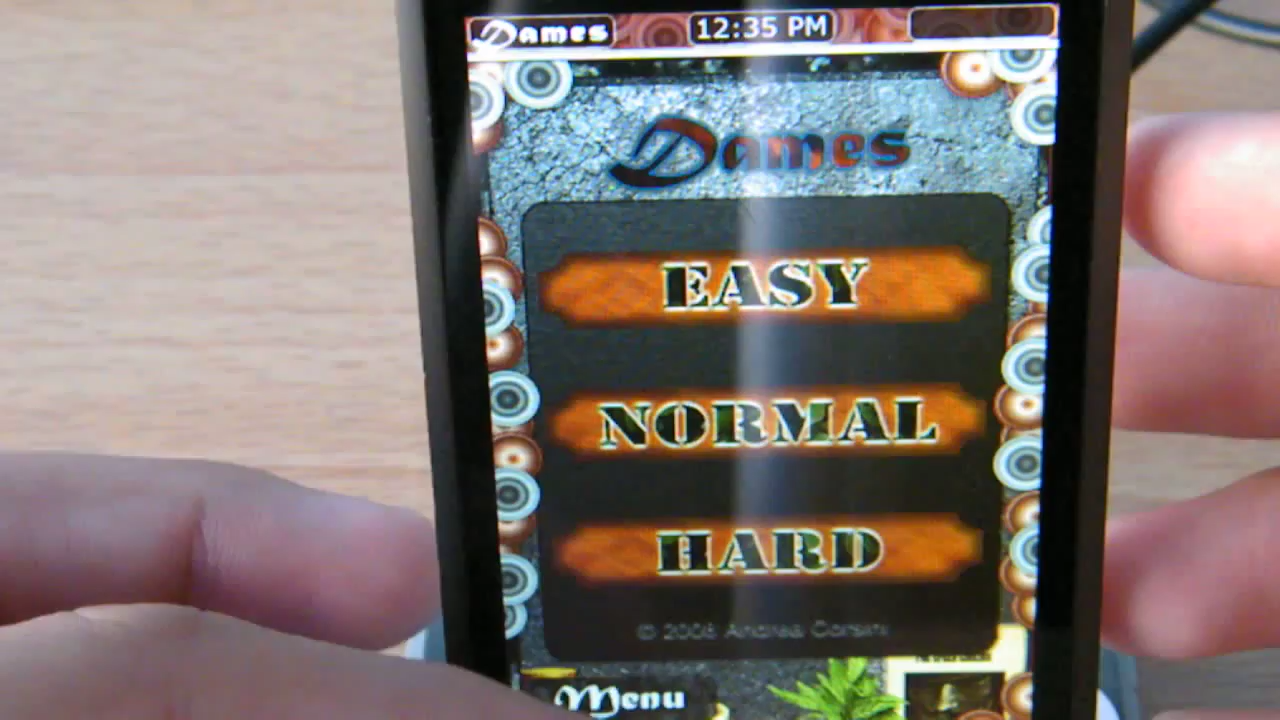 Dames 12:35 PM
Dames
EASY
NORMAL
HARD
© 2008 Andrea Corsini
Menu